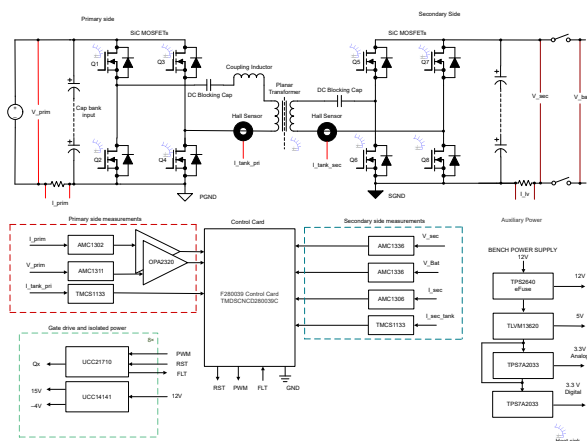 Primary side
Secondary Side
SiC MOSFETs
SiC MOSFETs
Q1
Q3
Q5
Q7
Coupling Inductor
Planar
Transformer
DC Blocking Cap
DC Blocking Cap
V_prim
Cap bank
input
V_sec
Hall Sensor
Hall Sensor
Q2
Q4
Q6
Q8
I_tank_pri
I_tank_sec
I_prim
I_lv
PGND
SGND
Primary side measurements
Control Card
Secondary side measurements
Auxiliary Power
I_prim
AMC1302
OPA2320
V_prim
AMC1311
I_tank_pri
TMCS1133
F280039 Control Card
TMDSCNCD280039C
V_sec
AMC1336
V_Bat
AMC1336
I_sec
AMC1306
I_sec_tank
TMCS1133
BENCH POWER SUPPLY
12V
TPS2640
eFuse
12V
TLVM13620
5V
TPS7A2033
3.3V
Analog
TPS7A2033
3.3 V
Digital
Gate drive and isolated power
8×
Qx
UCC21710
PWM
RST
FLT
15V
–4V
UCC14141
12V
RST
PWM
FLT
GND